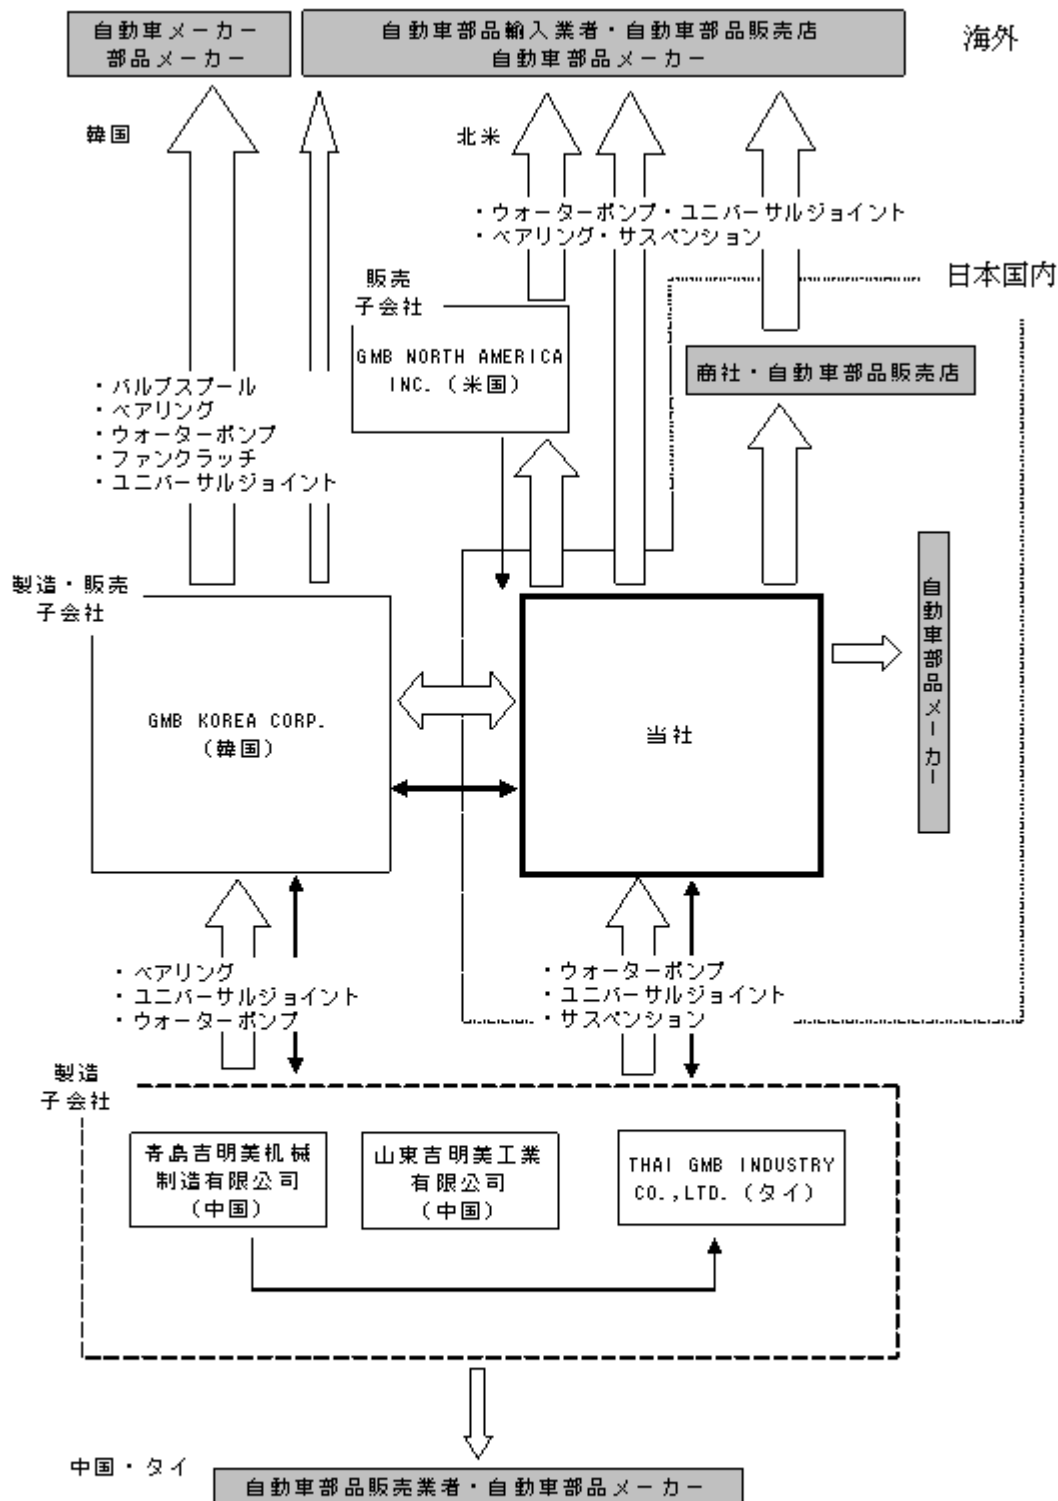 自動車メーカー
部品メーカー
自動車部品輸入業者・自動車部品販売店
自動車部品メーカー
海外
韓国
北米
・ウォーターポンプ・ユニバーサルジョイント
・ベアリング・サスペンション
日本国内
販売
子会社
GMB NORTH AMERICA
INC.（米国）
商社・自動車部品販売店
・バルブスプール
・ベアリング
・ウォーターポンプ
・ファンクラッチ
・ユニバーサルジョイント
製造・販売
子会社
GMB KOREA CORP.
（韓国）
当社
自動車部品メーカー
・ベアリング
・ユニバーサルジョイント
・ウォーターポンプ
・ウォーターポンプ
・ユニバーサルジョイント
・サスペンション
製造
子会社
青島吉明美机械
制造有限公司
（中国）
山東吉明美工業
有限公司
（中国）
THAI GMB INDUSTRY
CO.,LTD.（タイ）
中国・タイ
自動車部品販売業者・自動車部品メーカー